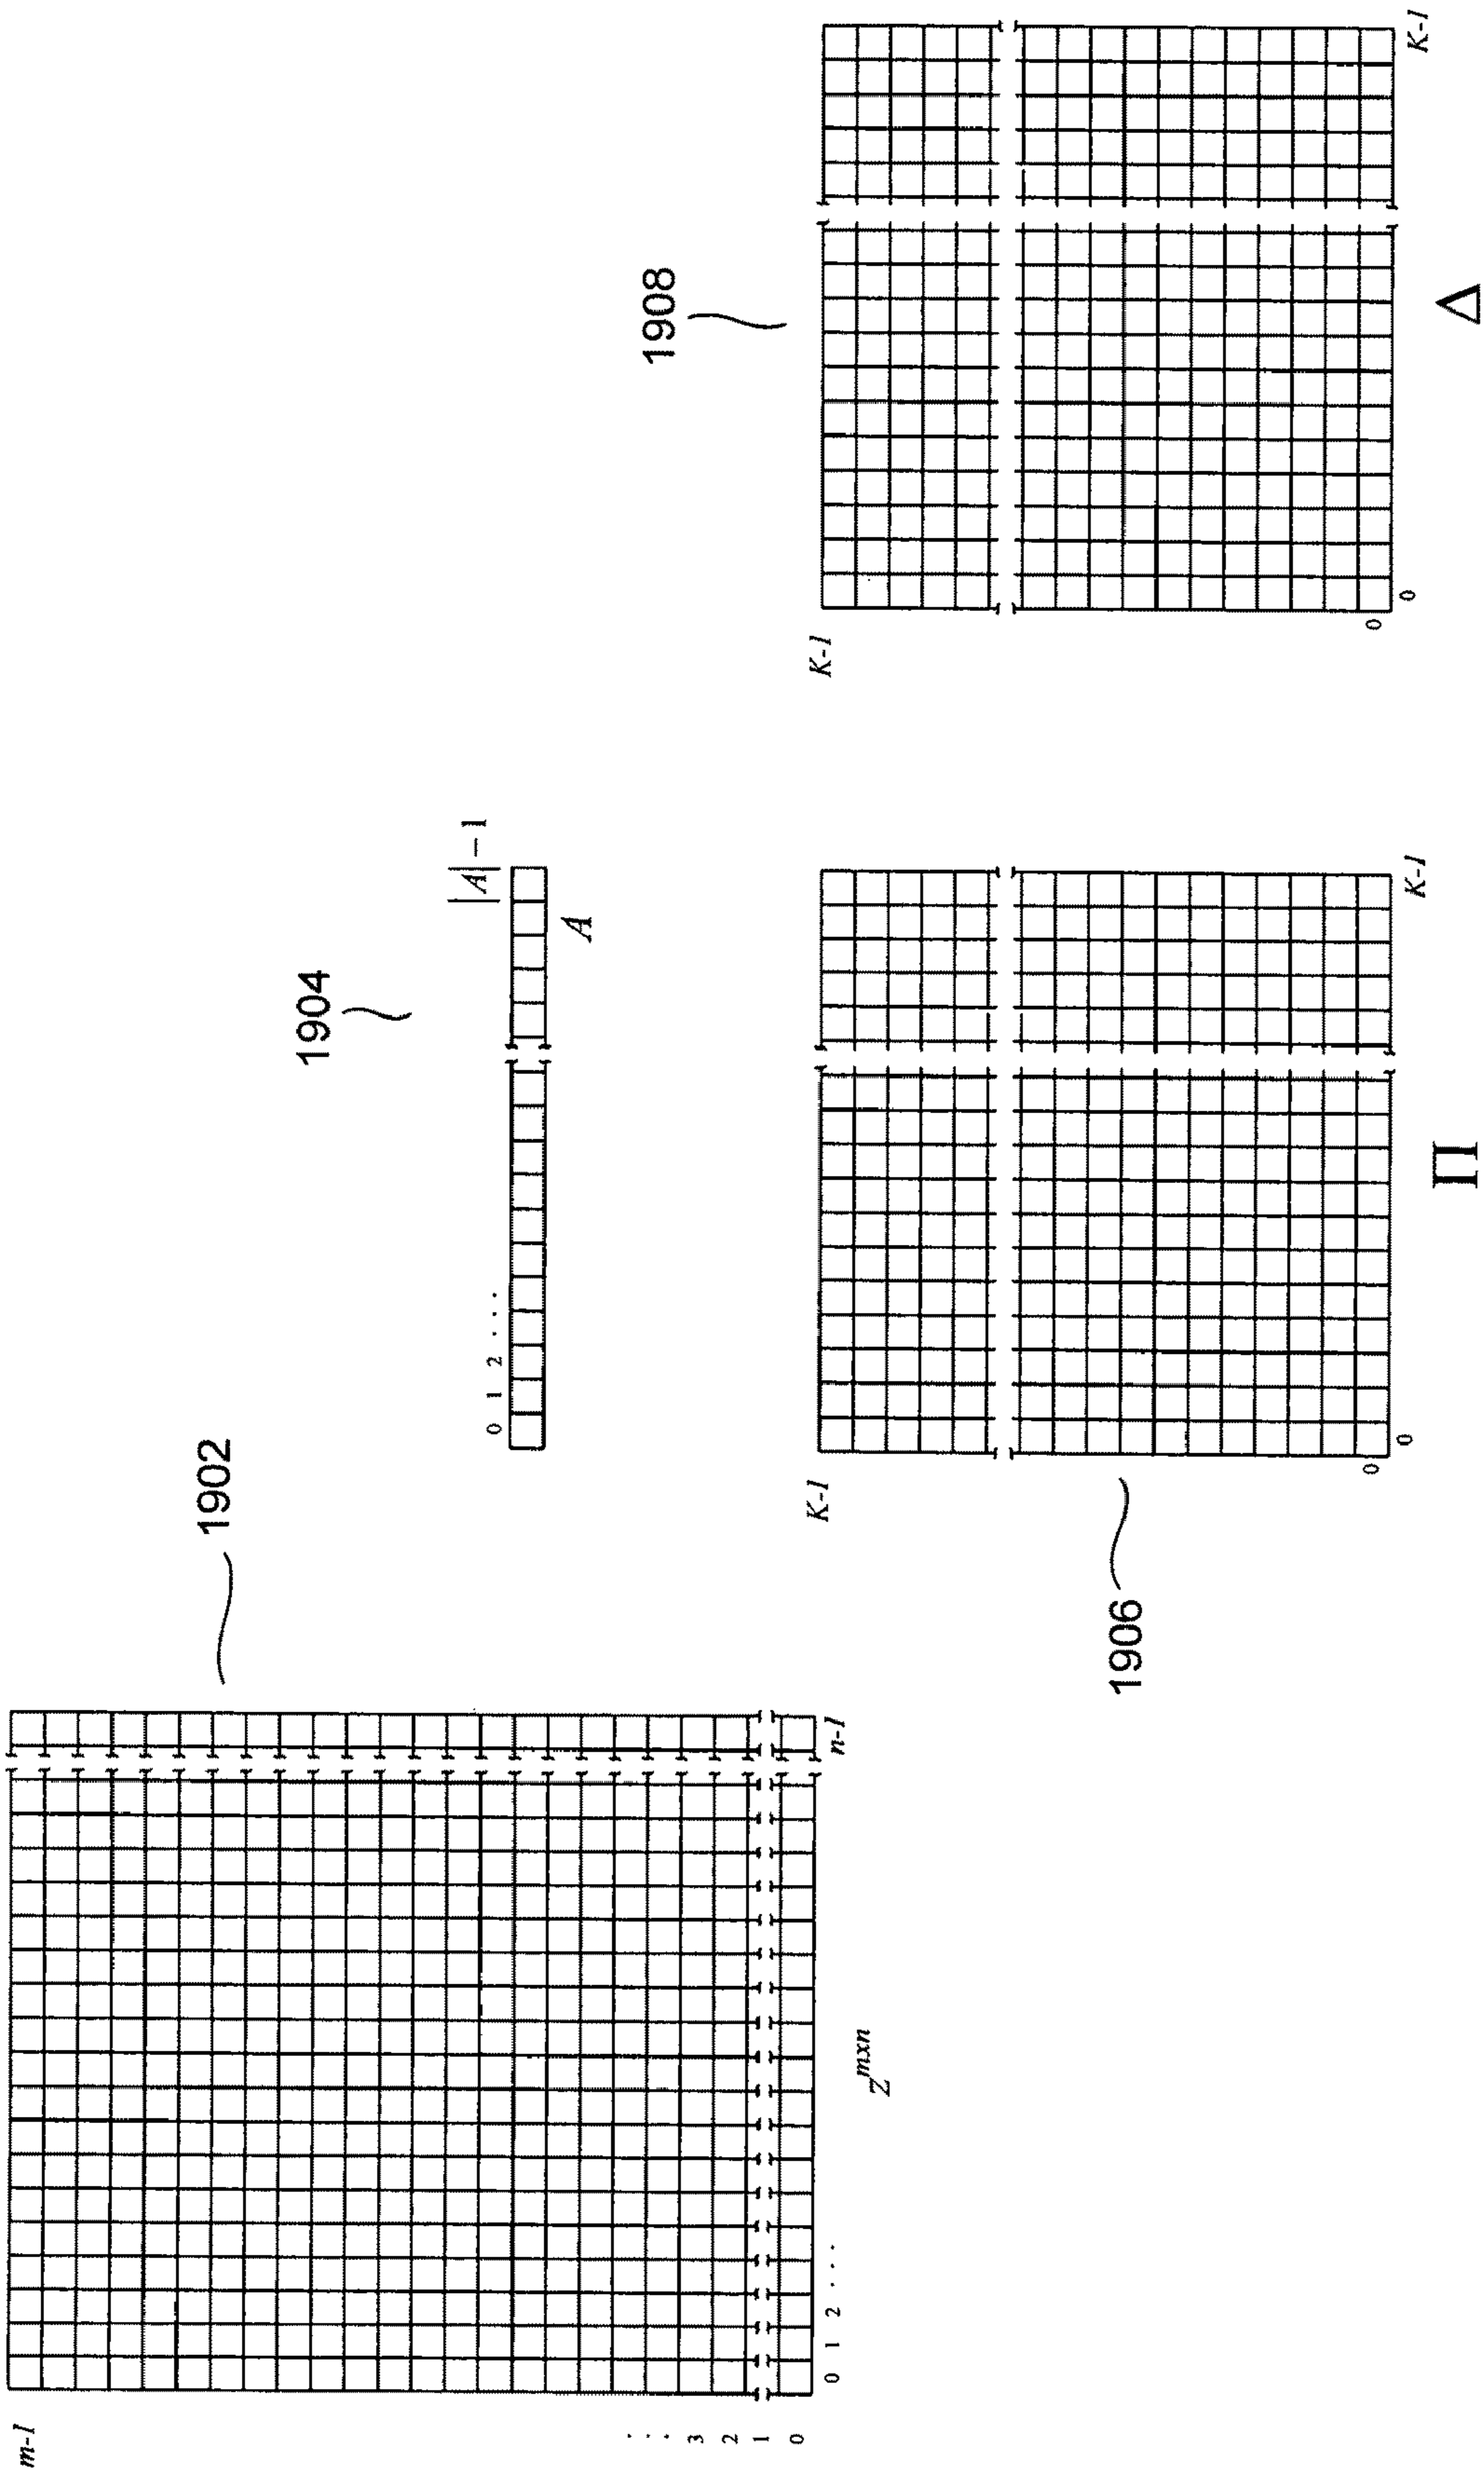 1902
m-1
.
.
.
3
2
1
0
0 1 2 . . .
n-1
z^{mxn}
1904
0 1 2 . . .
|A| – 1
A
1906
K-1
0
0
K-1
Π
1908
K-1
0
0
K-1
Δ